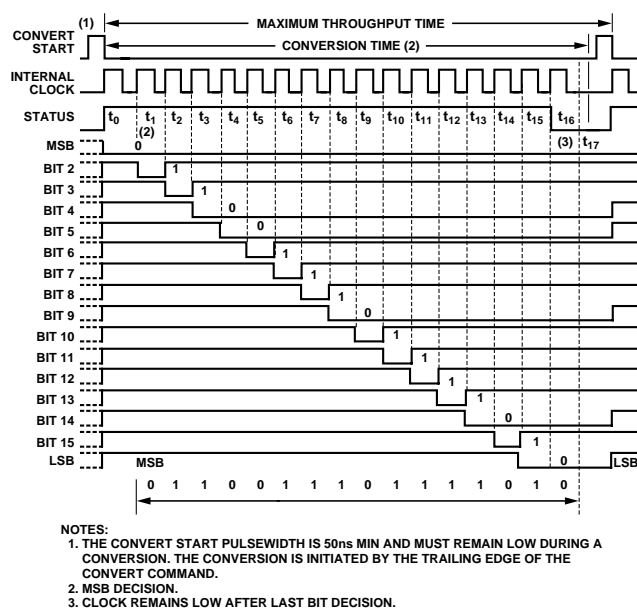 (1)
MAXIMUM THROUGHPUT TIME
CONVERT START
CONVERSION TIME (2)
INTERNAL CLOCK
STATUS t0 t1 t2 t3 t4 t5 t6 t7 t8 t9 t10 t11 t12 t13 t14 t15 t16
(2) (3) t17
MSB 0
BIT 2 1
BIT 3 1
BIT 4 0
BIT 5 0
BIT 6 1
BIT 7 1
BIT 8 1
BIT 9 0
BIT 10 1
BIT 11 1
BIT 12 1
BIT 13 1
BIT 14 0
BIT 15 1
LSB MSB 0 LSB
0 1 1 0 0 1 1 1 0 1 1 1 1 0 1 0
NOTES:
1. THE CONVERT START PULSEWIDTH IS 50ns MIN AND MUST REMAIN LOW DURING A
CONVERSION. THE CONVERSION IS INITIATED BY THE TRAILING EDGE OF THE
CONVERT COMMAND.
2. MSB DECISION.
3. CLOCK REMAINS LOW AFTER LAST BIT DECISION.